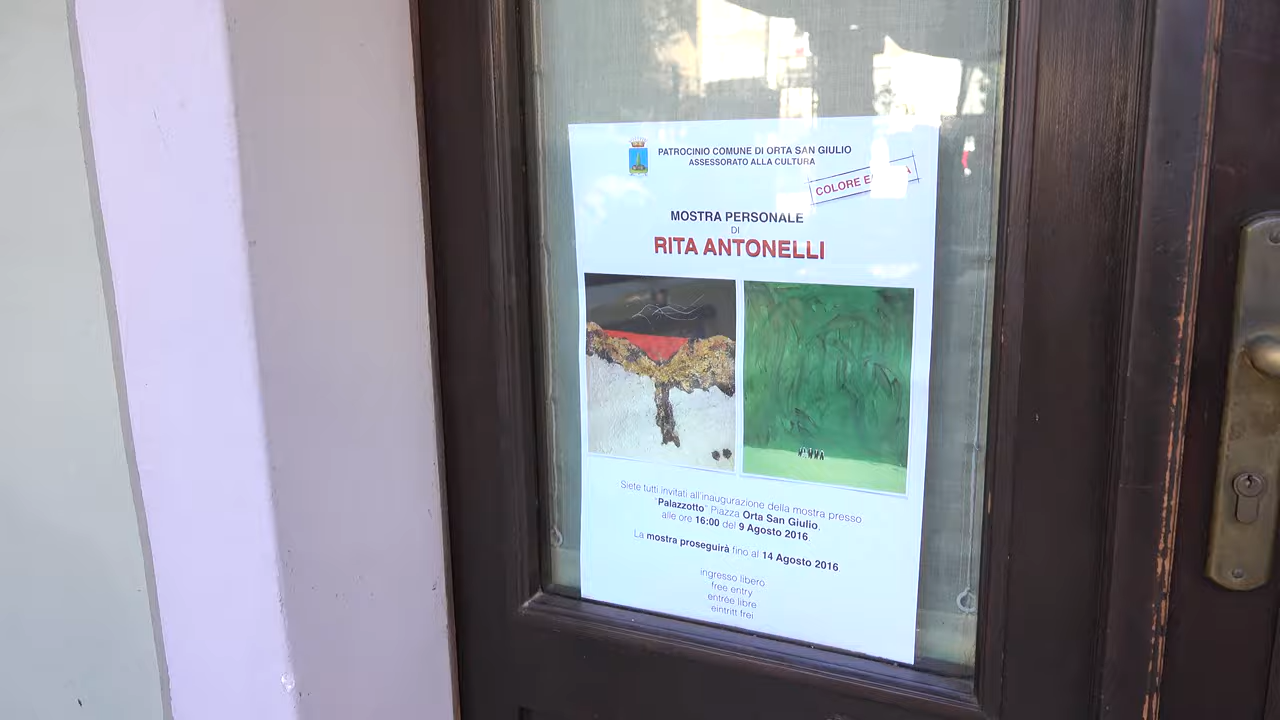 PATROCINIO COMUNE DI ORTA SAN GIULIO
ASSESSORATO ALLA CULTURA
COLORE
MOSTRA PERSONALE
DI
RITA ANTONELLI
Siete tutti invitati all'inaugurazione della mostra presso
"Palazzotto" Piazza Orta San Giulio,
alle ore 16:00 del 9 Agosto 2016.
La mostra proseguirà fino al 14 Agosto 2016
ingresso libero
free entry
entrée libre
eintritt frei